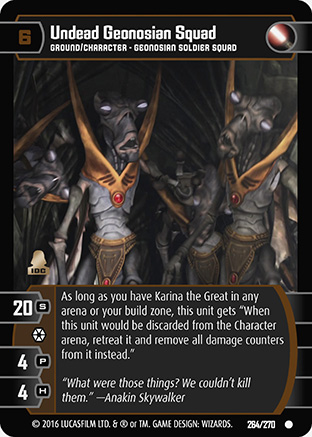 6
Undead Geonosian Squad
GROUND/CHARACTER - GEONOSIAN SOLDIER SQUAD
IDC
20 S
4 P
4 H
As long as you have Karina the Great in any
arena or your build zone, this unit gets "When
this unit would be discarded from the Character
arena, retreat it and remove all damage counters
from it instead."
"What were those things? We couldn't kill
them." —Anakin Skywalker
© 2016 LUCASFILM LTD. & ® OR TM. GAME DESIGN: WIZARDS.
264/270